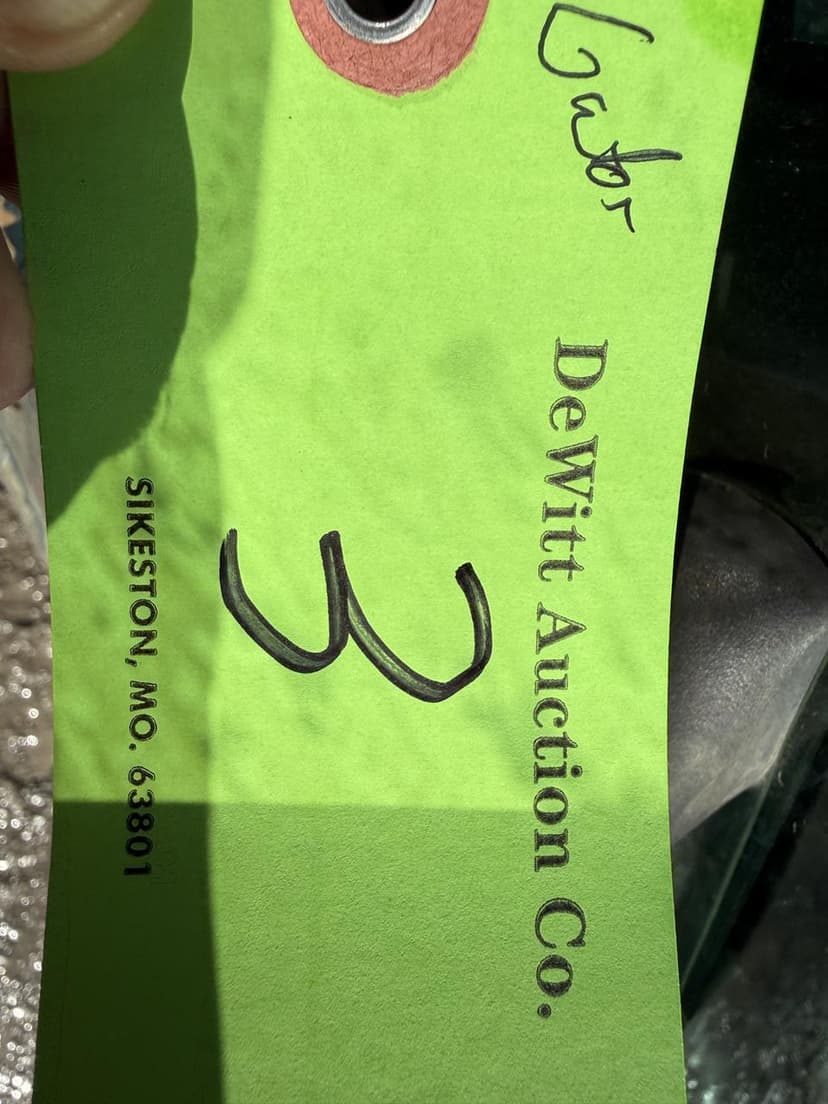 Gator
DeWitt Auction Co.
3
SIKESTON, MO. 63801